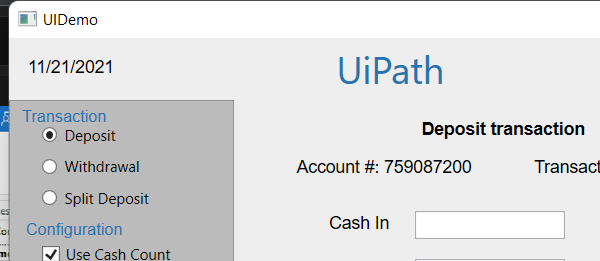 UIDemo
11/21/2021
UiPath
Transaction
Deposit
Withdrawal
Split Deposit
Configuration
Use Cash Count
Deposit transaction
Account #: 759087200
Transact
Cash In